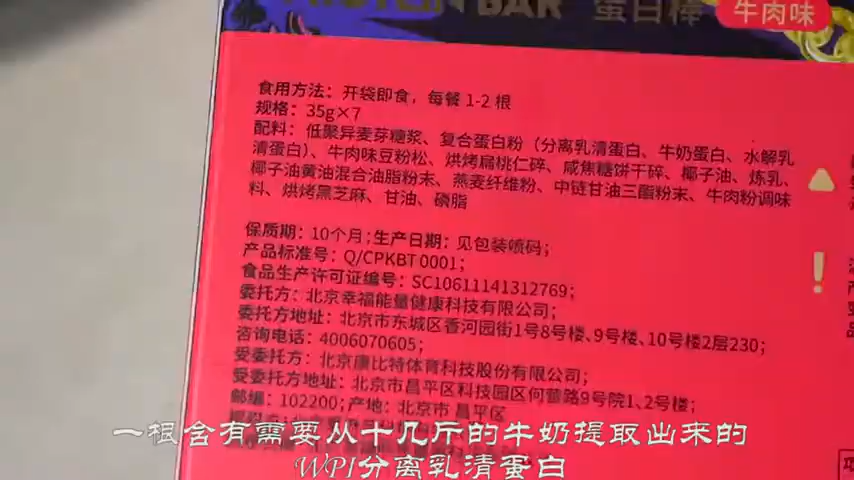 蛋白棒
牛肉味
食用方法：开袋即食，每餐 1-2 根
规格：35g×7
配料：低聚异麦芽糖浆、复合蛋白粉（分离乳清蛋白、牛奶蛋白、水解乳
清蛋白）、牛肉味豆粉松、烘烤扁桃仁碎、咸焦糖饼干碎、椰子油、炼乳、
椰子油黄油混合油脂粉末、燕麦纤维粉、中链甘油三酯粉末、牛肉粉调味
料、烘烤黑芝麻、甘油、磷脂
保质期：10个月；生产日期：见包装喷码；
产品标准号：Q/CPKBT 0001；
食品生产许可证编号：SC10611141312769；
委托方：北京幸福能量健康科技有限公司；
委托方地址：北京市东城区香河园街1号8号楼、9号楼、10号楼2层230；
咨询电话：4006070605；
受委托方：北京康比特体育科技股份有限公司；
受委托方地址：北京市昌平区科技园区何营路9号院1、2号楼；
邮编：102200；产地：北京市 昌平区
一根含有需要从十几斤的牛奶提取出来的
WPI分离乳清蛋白